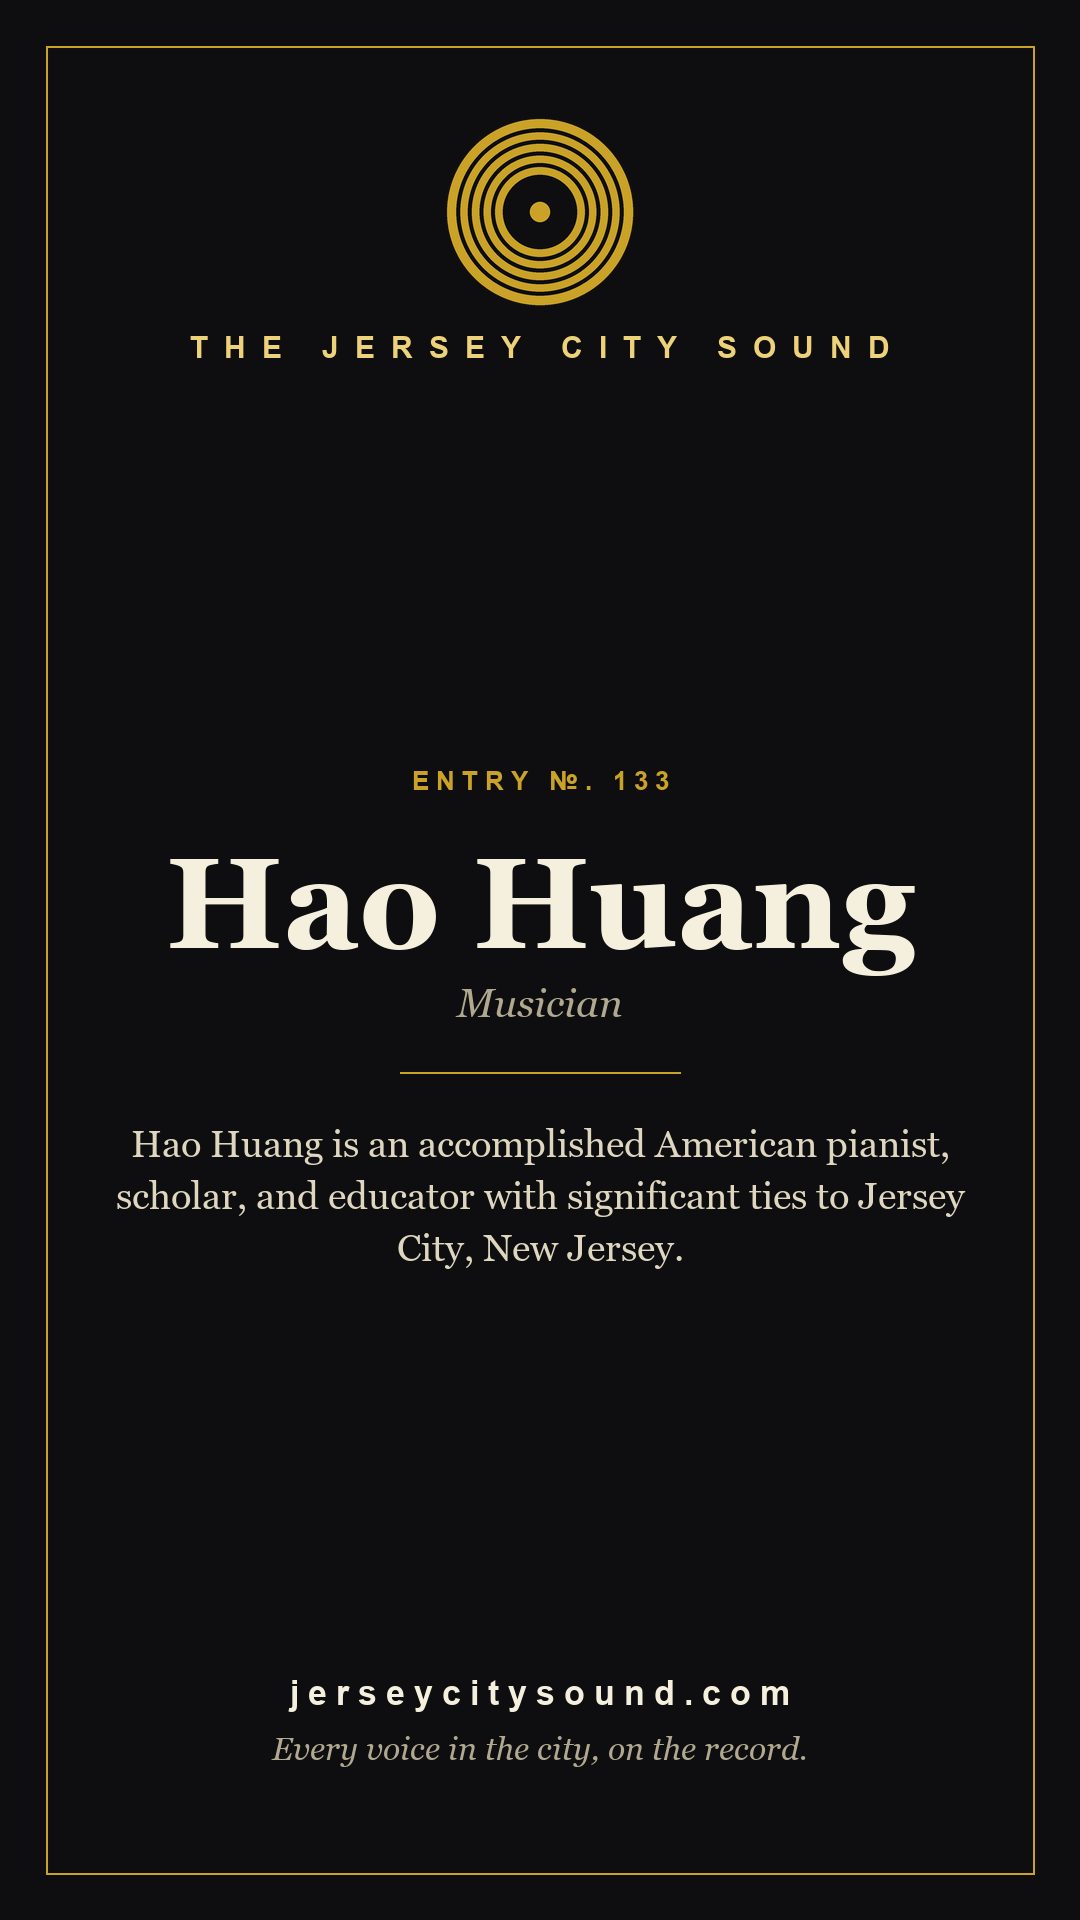 THE JERSEY CITY SOUND
ENTRY №. 133
Hao Huang
Musician
Hao Huang is an accomplished American pianist,
scholar, and educator with significant ties to Jersey
City, New Jersey.
jerseycitysound.com
Every voice in the city, on the record.